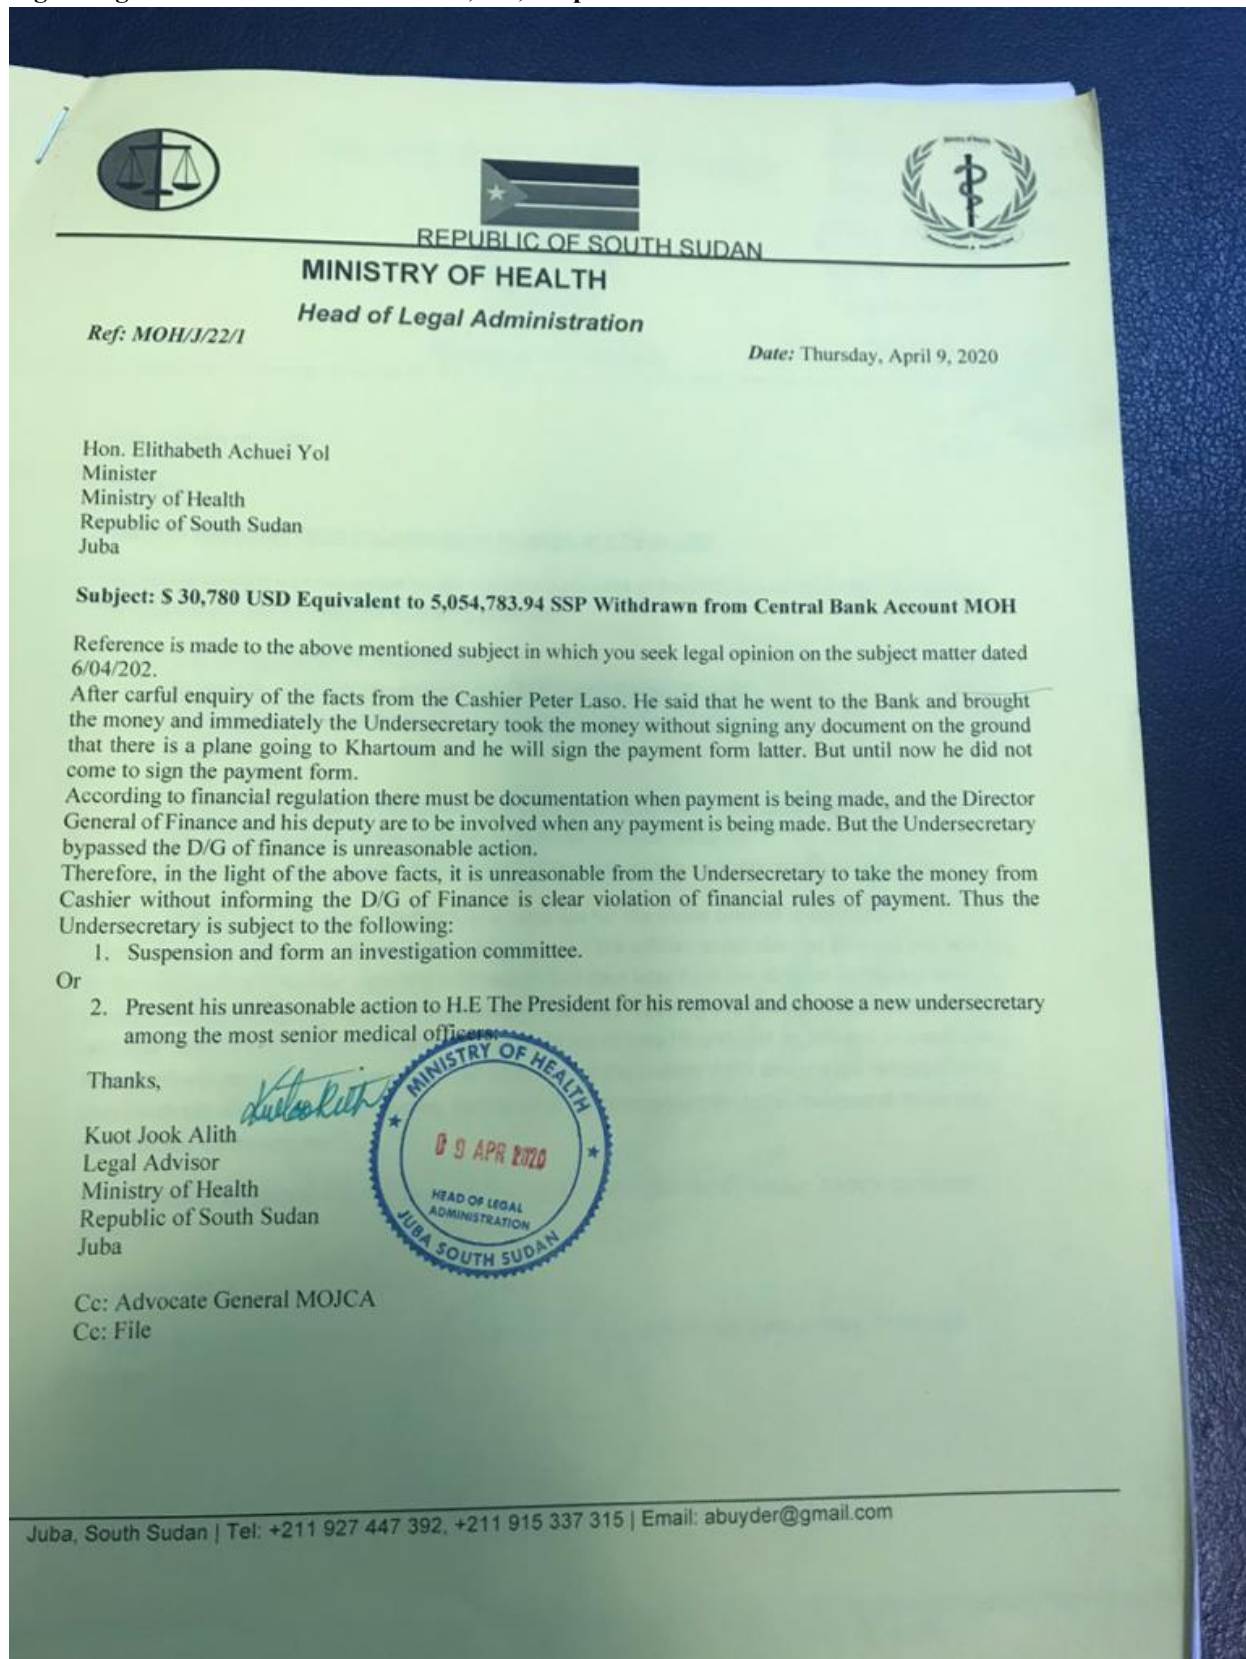 REPUBLIC OF SOUTH SUDAN
MINISTRY OF HEALTH
Head of Legal Administration
Ref: MOH/J/22/1
Date: Thursday, April 9, 2020
Hon. Elithabeth Achuei Yol
Minister
Ministry of Health
Republic of South Sudan
Juba
Subject: $ 30,780 USD Equivalent to 5,054,783.94 SSP Withdrawn from Central Bank Account MOH
Reference is made to the above mentioned subject in which you seek legal opinion on the subject matter dated
6/04/202.
After carful enquiry of the facts from the Cashier Peter Laso. He said that he went to the Bank and brought
the money and immediately the Undersecretary took the money without signing any document on the ground
that there is a plane going to Khartoum and he will sign the payment form latter. But until now he did not
come to sign the payment form.
According to financial regulation there must be documentation when payment is being made, and the Director
General of Finance and his deputy are to be involved when any payment is being made. But the Undersecretary
bypassed the D/G of finance is unreasonable action.
Therefore, in the light of the above facts, it is unreasonable from the Undersecretary to take the money from
Cashier without informing the D/G of Finance is clear violation of financial rules of payment. Thus the
Undersecretary is subject to the following:
1. Suspension and form an investigation committee.
Or
2. Present his unreasonable action to H.E The President for his removal and choose a new undersecretary
among the most senior medical officers.
Thanks,
Kuot Jook Alith
Legal Advisor
Ministry of Health
Republic of South Sudan
Juba
MINISTRY OF HEALTH
09 APR 2020
HEAD OF LEGAL
ADMINISTRATION
JUBA SOUTH SUDAN
Cc: Advocate General MOJCA
Cc: File
Juba, South Sudan | Tel: +211 927 447 392, +211 915 337 315 | Email: abuyder@gmail.com